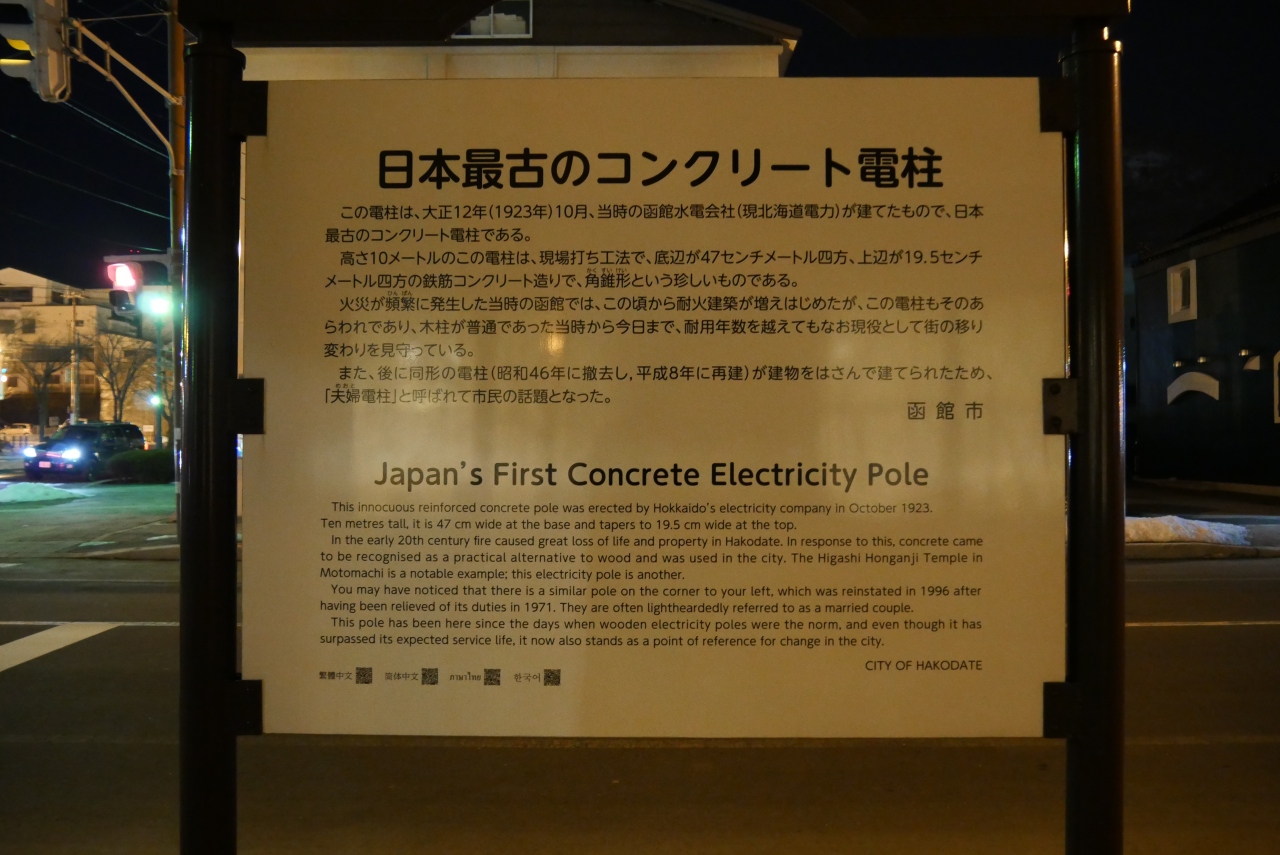 日本最古のコンクリート電柱
この電柱は、大正12年(1923年)10月、当時の函館水電会社(現北海道電力)が建てたもので、日本
最古のコンクリート電柱である。
高さ10メートルのこの電柱は、現場打ち工法で、底辺が47センチメートル四方、上辺が19.5センチ
かくすいけい
メートル四方の鉄筋コンクリート造りで、角錐形という珍しいものである。
ひんぱん
火災が頻繁に発生した当時の函館では、この頃から耐火建築が増えはじめたが、この電柱もそのあ
らわれであり、木柱が普通であった当時から今日まで、耐用年数を越えてもなお現役として街の移り
変わりを見守っている。
また、後に同形の電柱(昭和46年に撤去し,平成8年に再建)が建物をはさんで建てられたため、
めおと
「夫婦電柱」と呼ばれて市民の話題となった。
函館市
Japan's First Concrete Electricity Pole
This innocuous reinforced concrete pole was erected by Hokkaido's electricity company in October 1923.
Ten metres tall, it is 47 cm wide at the base and tapers to 19.5 cm wide at the top.
In the early 20th century fire caused great loss of life and property in Hakodate. In response to this, concrete came
to be recognised as a practical alternative to wood and was used in the city. The Higashi Honganji Temple in
Motomachi is a notable example; this electricity pole is another.
You may have noticed that there is a similar pole on the corner to your left, which was reinstated in 1996 after
having been relieved of its duties in 1971. They are often lightheardedly referred to as a married couple.
This pole has been here since the days when wooden electricity poles were the norm, and even though it has
surpassed its expected service life, it now also stands as a point of reference for change in the city.
CITY OF HAKODATE
繁體中文 简体中文 ภาษาไทย 한국어